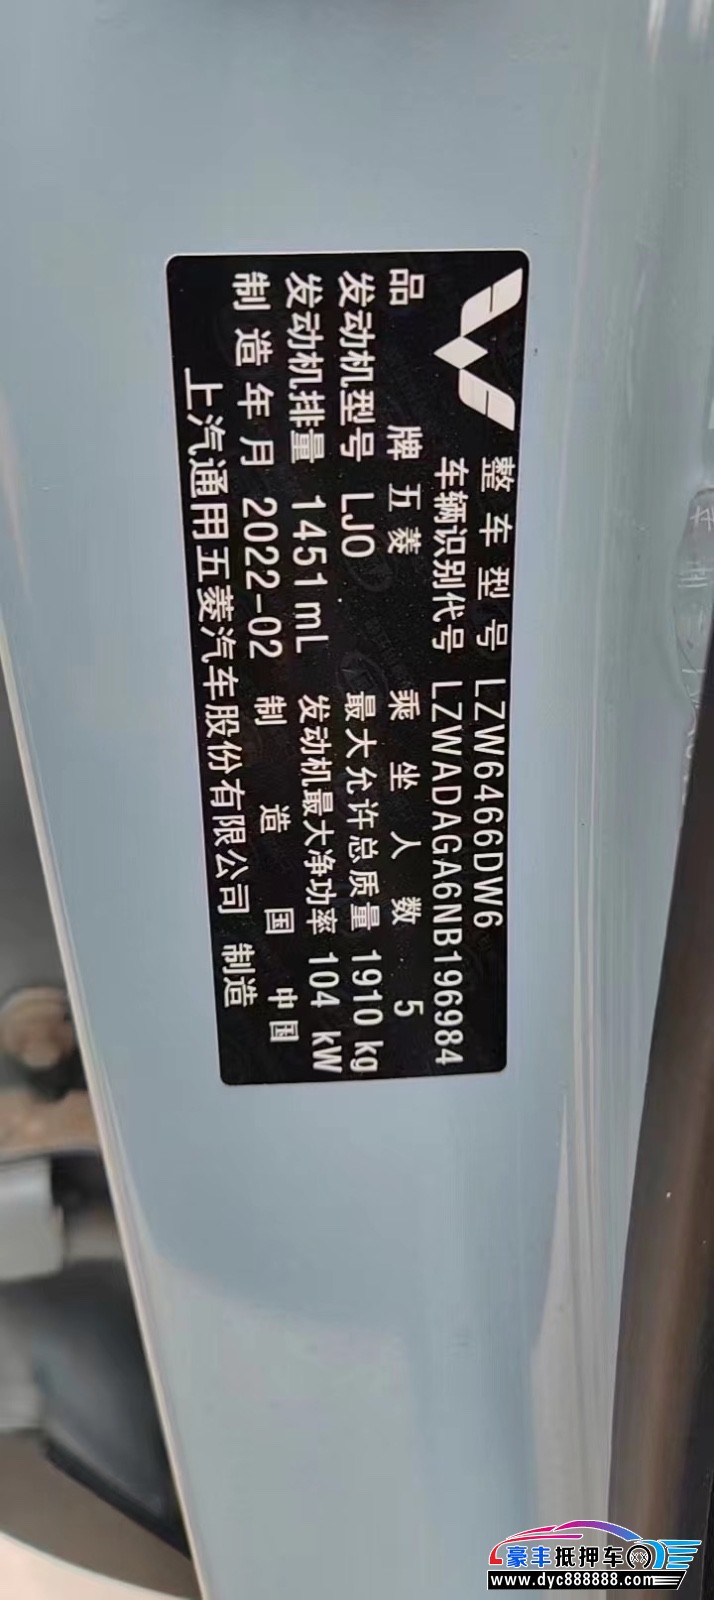 整车型号 LZW6466DW6
车辆识别代号 LZWADAGA6NB196984
品牌 五菱 乘坐人数 5
发动机型号 LJO 最大允许总质量 1910 kg
发动机排量 1451 mL 发动机最大净功率 104 kW
制造年月 2022-02 制造国 中国
上汽通用五菱汽车股份有限公司 制造
豪丰抵押车
www.dyc888888.com